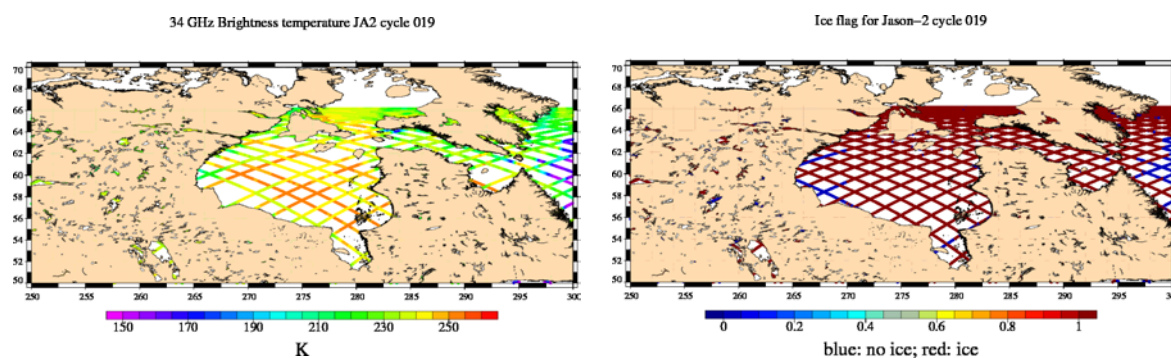 34 GHz Brightness temperature JA2 cycle 019
70
68
66
64
62
60
58
56
54
52
50
250 255 260 265 270 275 280 285 290 295 300
150 170 190 210 230 250
K
Ice flag for Jason−2 cycle 019
70
68
66
64
62
60
58
56
54
52
50
250 255 260 265 270 275 280 285 290 295 30
0 0.2 0.4 0.6 0.8 1
blue: no ice; red: ice